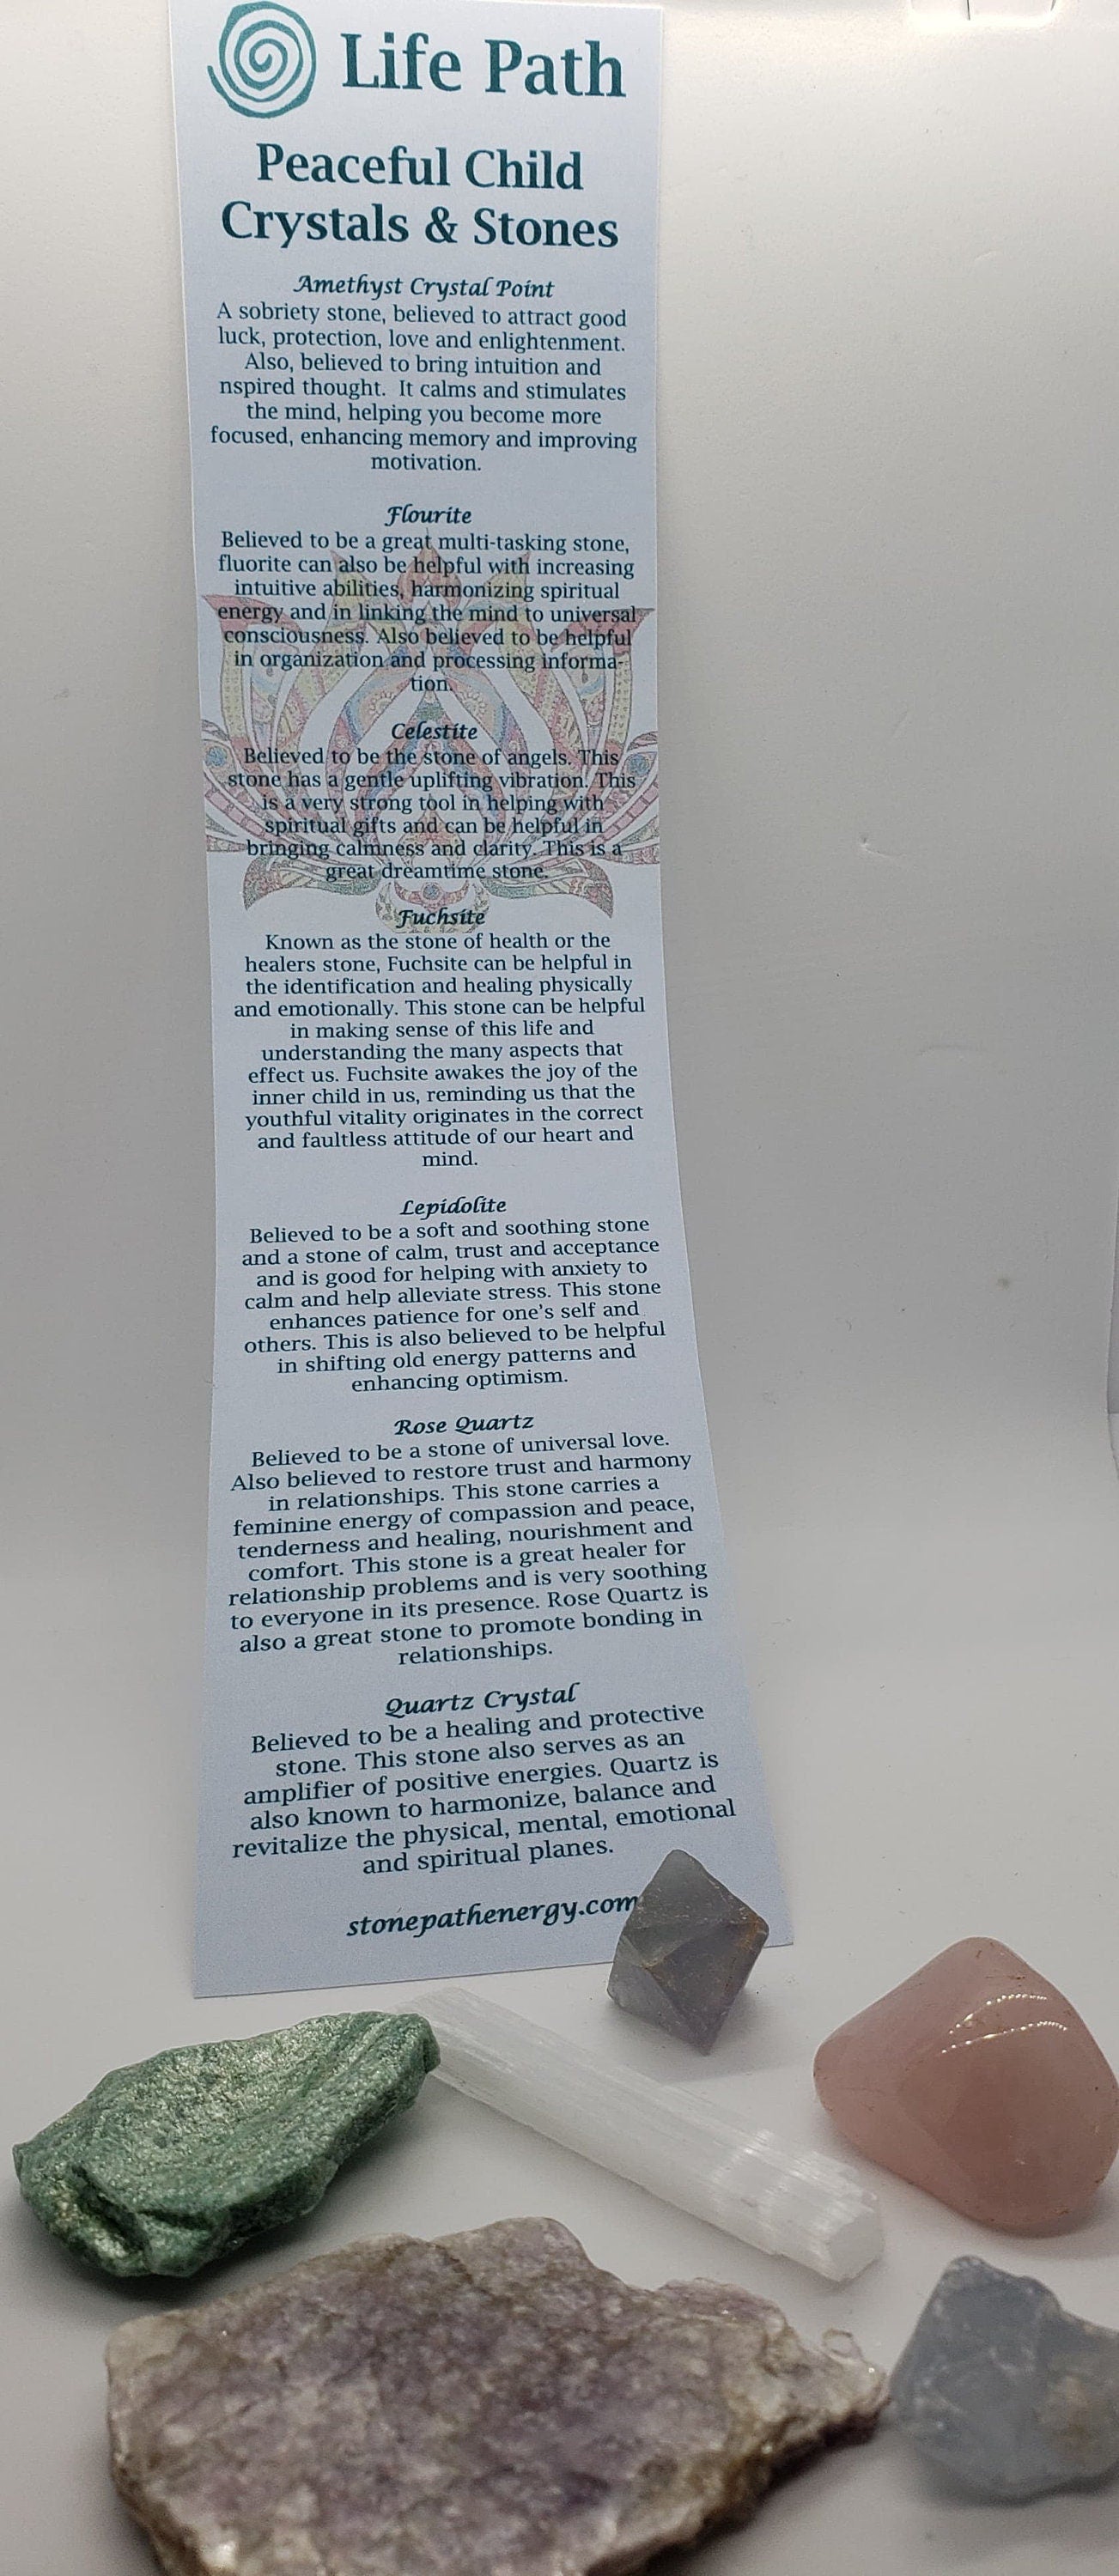 Life Path
Peaceful Child
Crystals & Stones
Amethyst Crystal Point
A sobriety stone, believed to attract good
luck, protection, love and enlightenment.
Also, believed to bring intuition and
nspired thought. It calms and stimulates
the mind, helping you become more
focused, enhancing memory and improving
motivation.
Flourite
Believed to be a great multi-tasking stone,
fluorite can also be helpful with increasing
intuitive abilities, harmonizing spiritual
energy and in linking the mind to universal
consciousness. Also believed to be helpful
in organization and processing informa-
tion.
Celestite
Believed to be the stone of angels. This
stone has a gentle uplifting vibration. This
is a very strong tool in helping with
spiritual gifts and can be helpful in
bringing calmness and clarity. This is a
great dreamtime stone.
Fuchsite
Known as the stone of health or the
healers stone, Fuchsite can be helpful in
the identification and healing physically
and emotionally. This stone can be helpful
in making sense of this life and
understanding the many aspects that
effect us. Fuchsite awakes the joy of the
inner child in us, reminding us that the
youthful vitality originates in the correct
and faultless attitude of our heart and
mind.
Lepidolite
Believed to be a soft and soothing stone
and a stone of calm, trust and acceptance
and is good for helping with anxiety to
calm and help alleviate stress. This stone
enhances patience for one's self and
others. This is also believed to be helpful
in shifting old energy patterns and
enhancing optimism.
Rose Quartz
Believed to be a stone of universal love.
Also believed to restore trust and harmony
in relationships. This stone carries a
feminine energy of compassion and peace,
tenderness and healing, nourishment and
comfort. This stone is a great healer for
relationship problems and is very soothing
to everyone in its presence. Rose Quartz is
also a great stone to promote bonding in
relationships.
Quartz Crystal
Believed to be a healing and protective
stone. This stone also serves as an
amplifier of positive energies. Quartz is
also known to harmonize, balance and
revitalize the physical, mental, emotional
and spiritual planes.
stonepathenergy.com